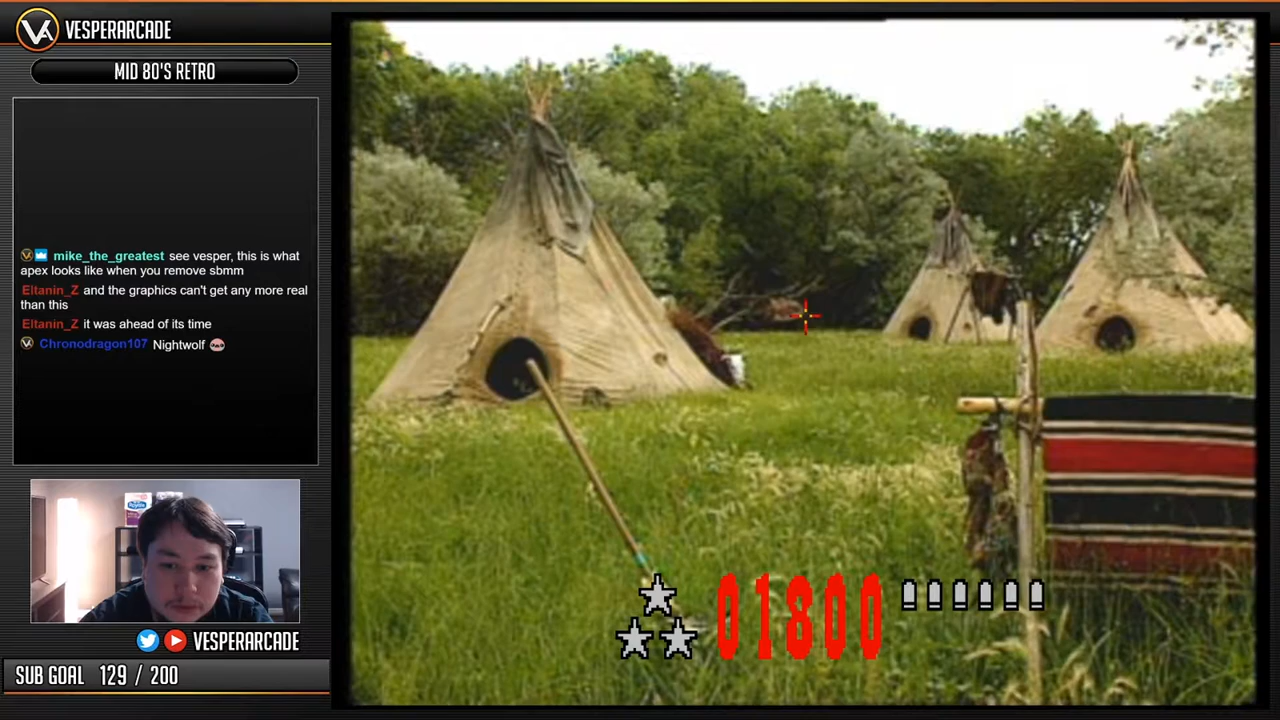 VESPERARCADE
MID 80'S RETRO
mike_the_greatest see vesper, this is what
apex looks like when you remove sbmm
Eltanin_Z and the graphics can't get any more real
than this
Eltanin_Z it was ahead of its time
Chronodragon107 Nightwolf
VESPERARCADE
SUB GOAL 129 / 200
01800